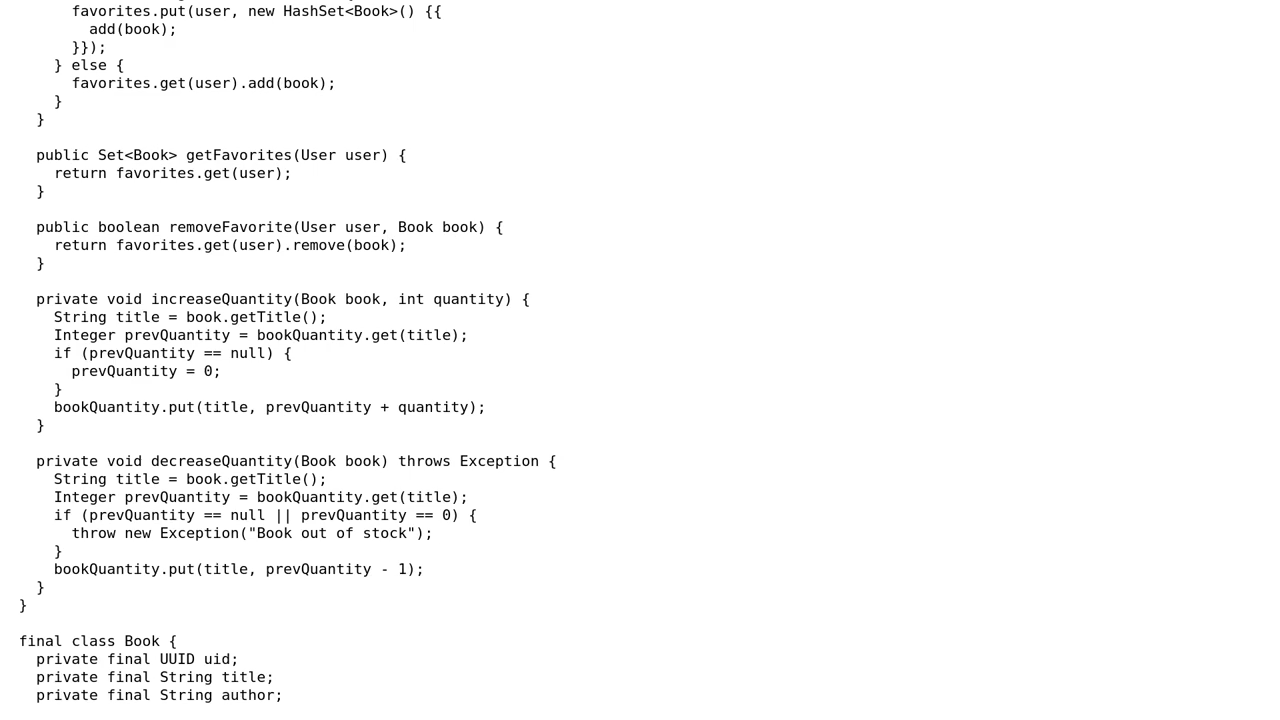 favorites.put(user, new HashSet<Book>() {{
add(book);
}});
} else {
favorites.get(user).add(book);
}
}
public Set<Book> getFavorites(User user) {
return favorites.get(user);
}
public boolean removeFavorite(User user, Book book) {
return favorites.get(user).remove(book);
}
private void increaseQuantity(Book book, int quantity) {
String title = book.getTitle();
Integer prevQuantity = bookQuantity.get(title);
if (prevQuantity == null) {
prevQuantity = 0;
}
bookQuantity.put(title, prevQuantity + quantity);
}
private void decreaseQuantity(Book book) throws Exception {
String title = book.getTitle();
Integer prevQuantity = bookQuantity.get(title);
if (prevQuantity == null || prevQuantity == 0) {
throw new Exception("Book out of stock");
}
bookQuantity.put(title, prevQuantity - 1);
}
}
final class Book {
private final UUID uid;
private final String title;
private final String author;